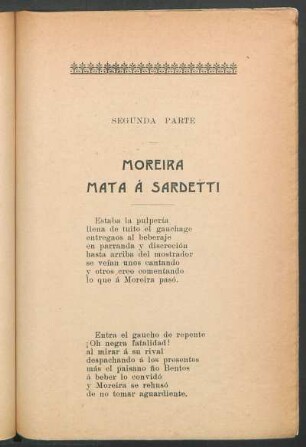 SEGUNDA PARTE
MOREIRA
MATA Á SARDETTI
Estaba la pulpería
llena de tuito el gauchage
entregaos al beberaje
en parranda y discreción
hasta arriba del mostrador
se veían unos cantando
y otros creo comentando
lo que á Moreira pasó.
Entra el gaucho de repente
¡Oh negra fatalidad!
al mirar á su rival
despachando á los presentes
más el paisano ño Bentos
á beber lo convidó
y Moreira se rehusó
de no tomar aguardiente.